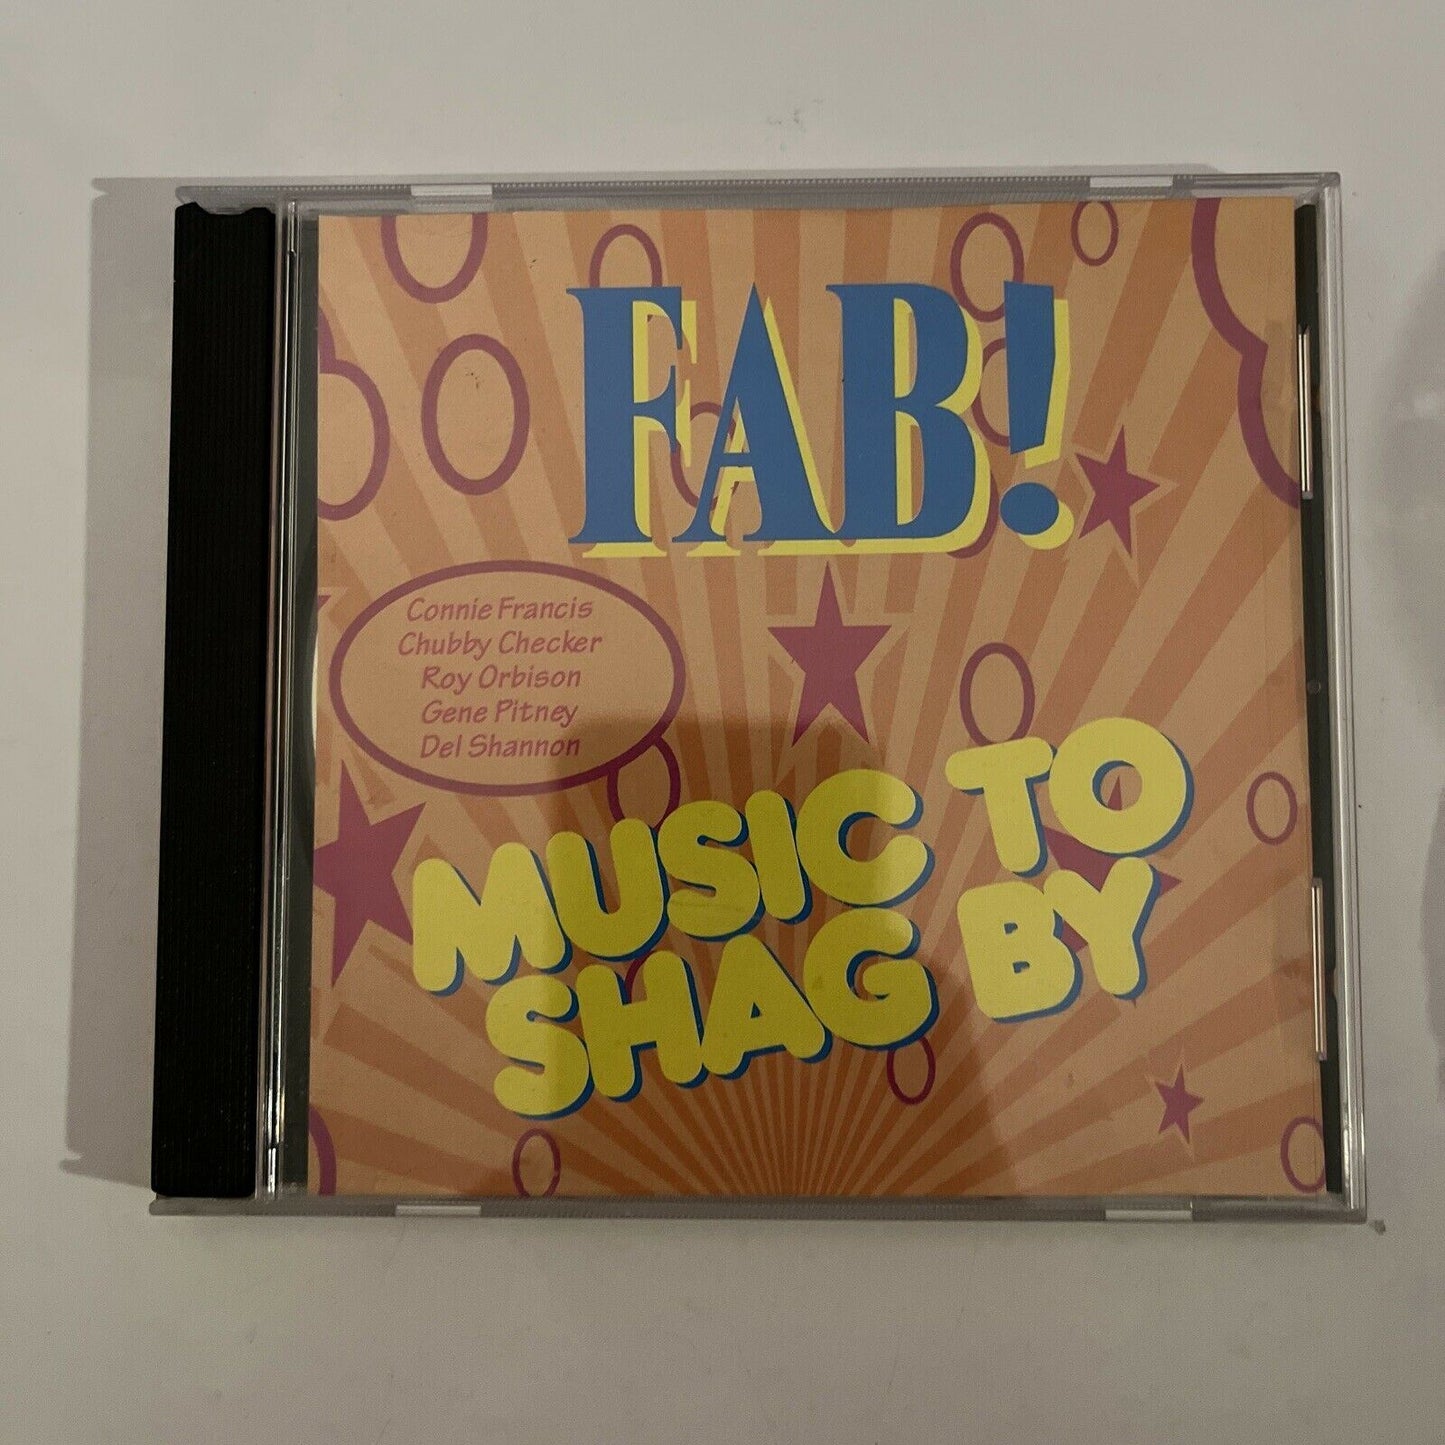 FAB!
Connie Francis
Chubby Checker
Roy Orbison
Gene Pitney
Del Shannon
MUSIC TO
SHAG BY